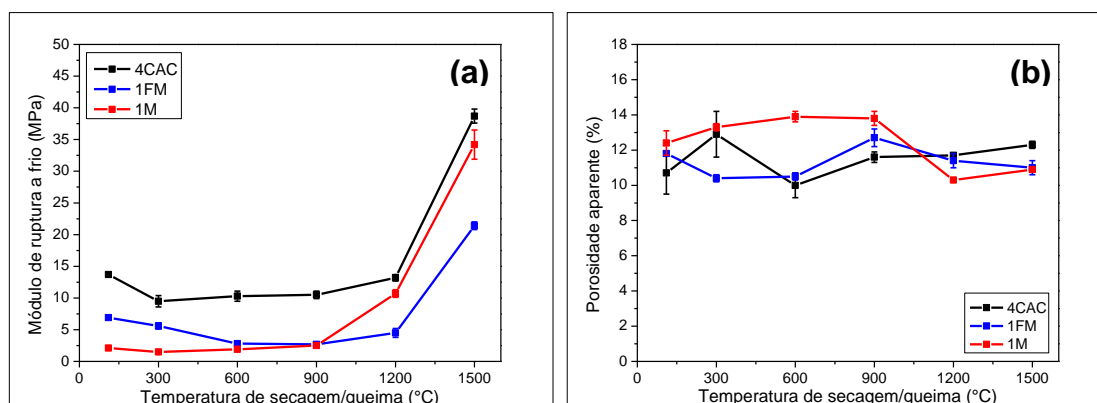 (a)
4CAC
1FM
1M
Módulo de ruptura a frio (MPa)
50
45
40
35
30
25
20
15
10
5
0
0 300 600 900 1200 1500
Temperatura de secagem/queima (°C)
(b)
Porosidade aparente (%)
18
16
14
12
10
8
6
4
2
0
4CAC
1FM
1M
0 300 600 900 1200 1500
Temperatura de secagem/queima (°C)